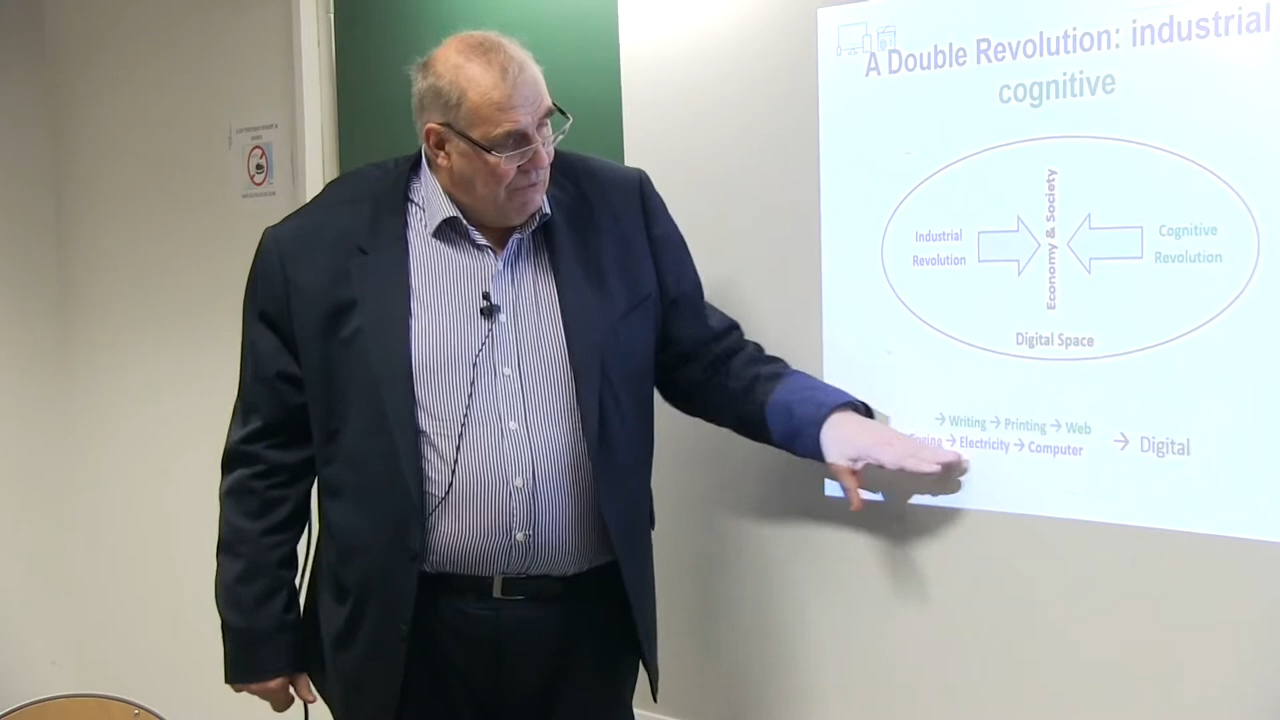 A Double Revolution: industrial
cognitive
Industrial
Revolution
Economy & Society
Cognitive
Revolution
Digital Space
→ Writing → Printing → Web
→ Electricity → Computer
→ Digital